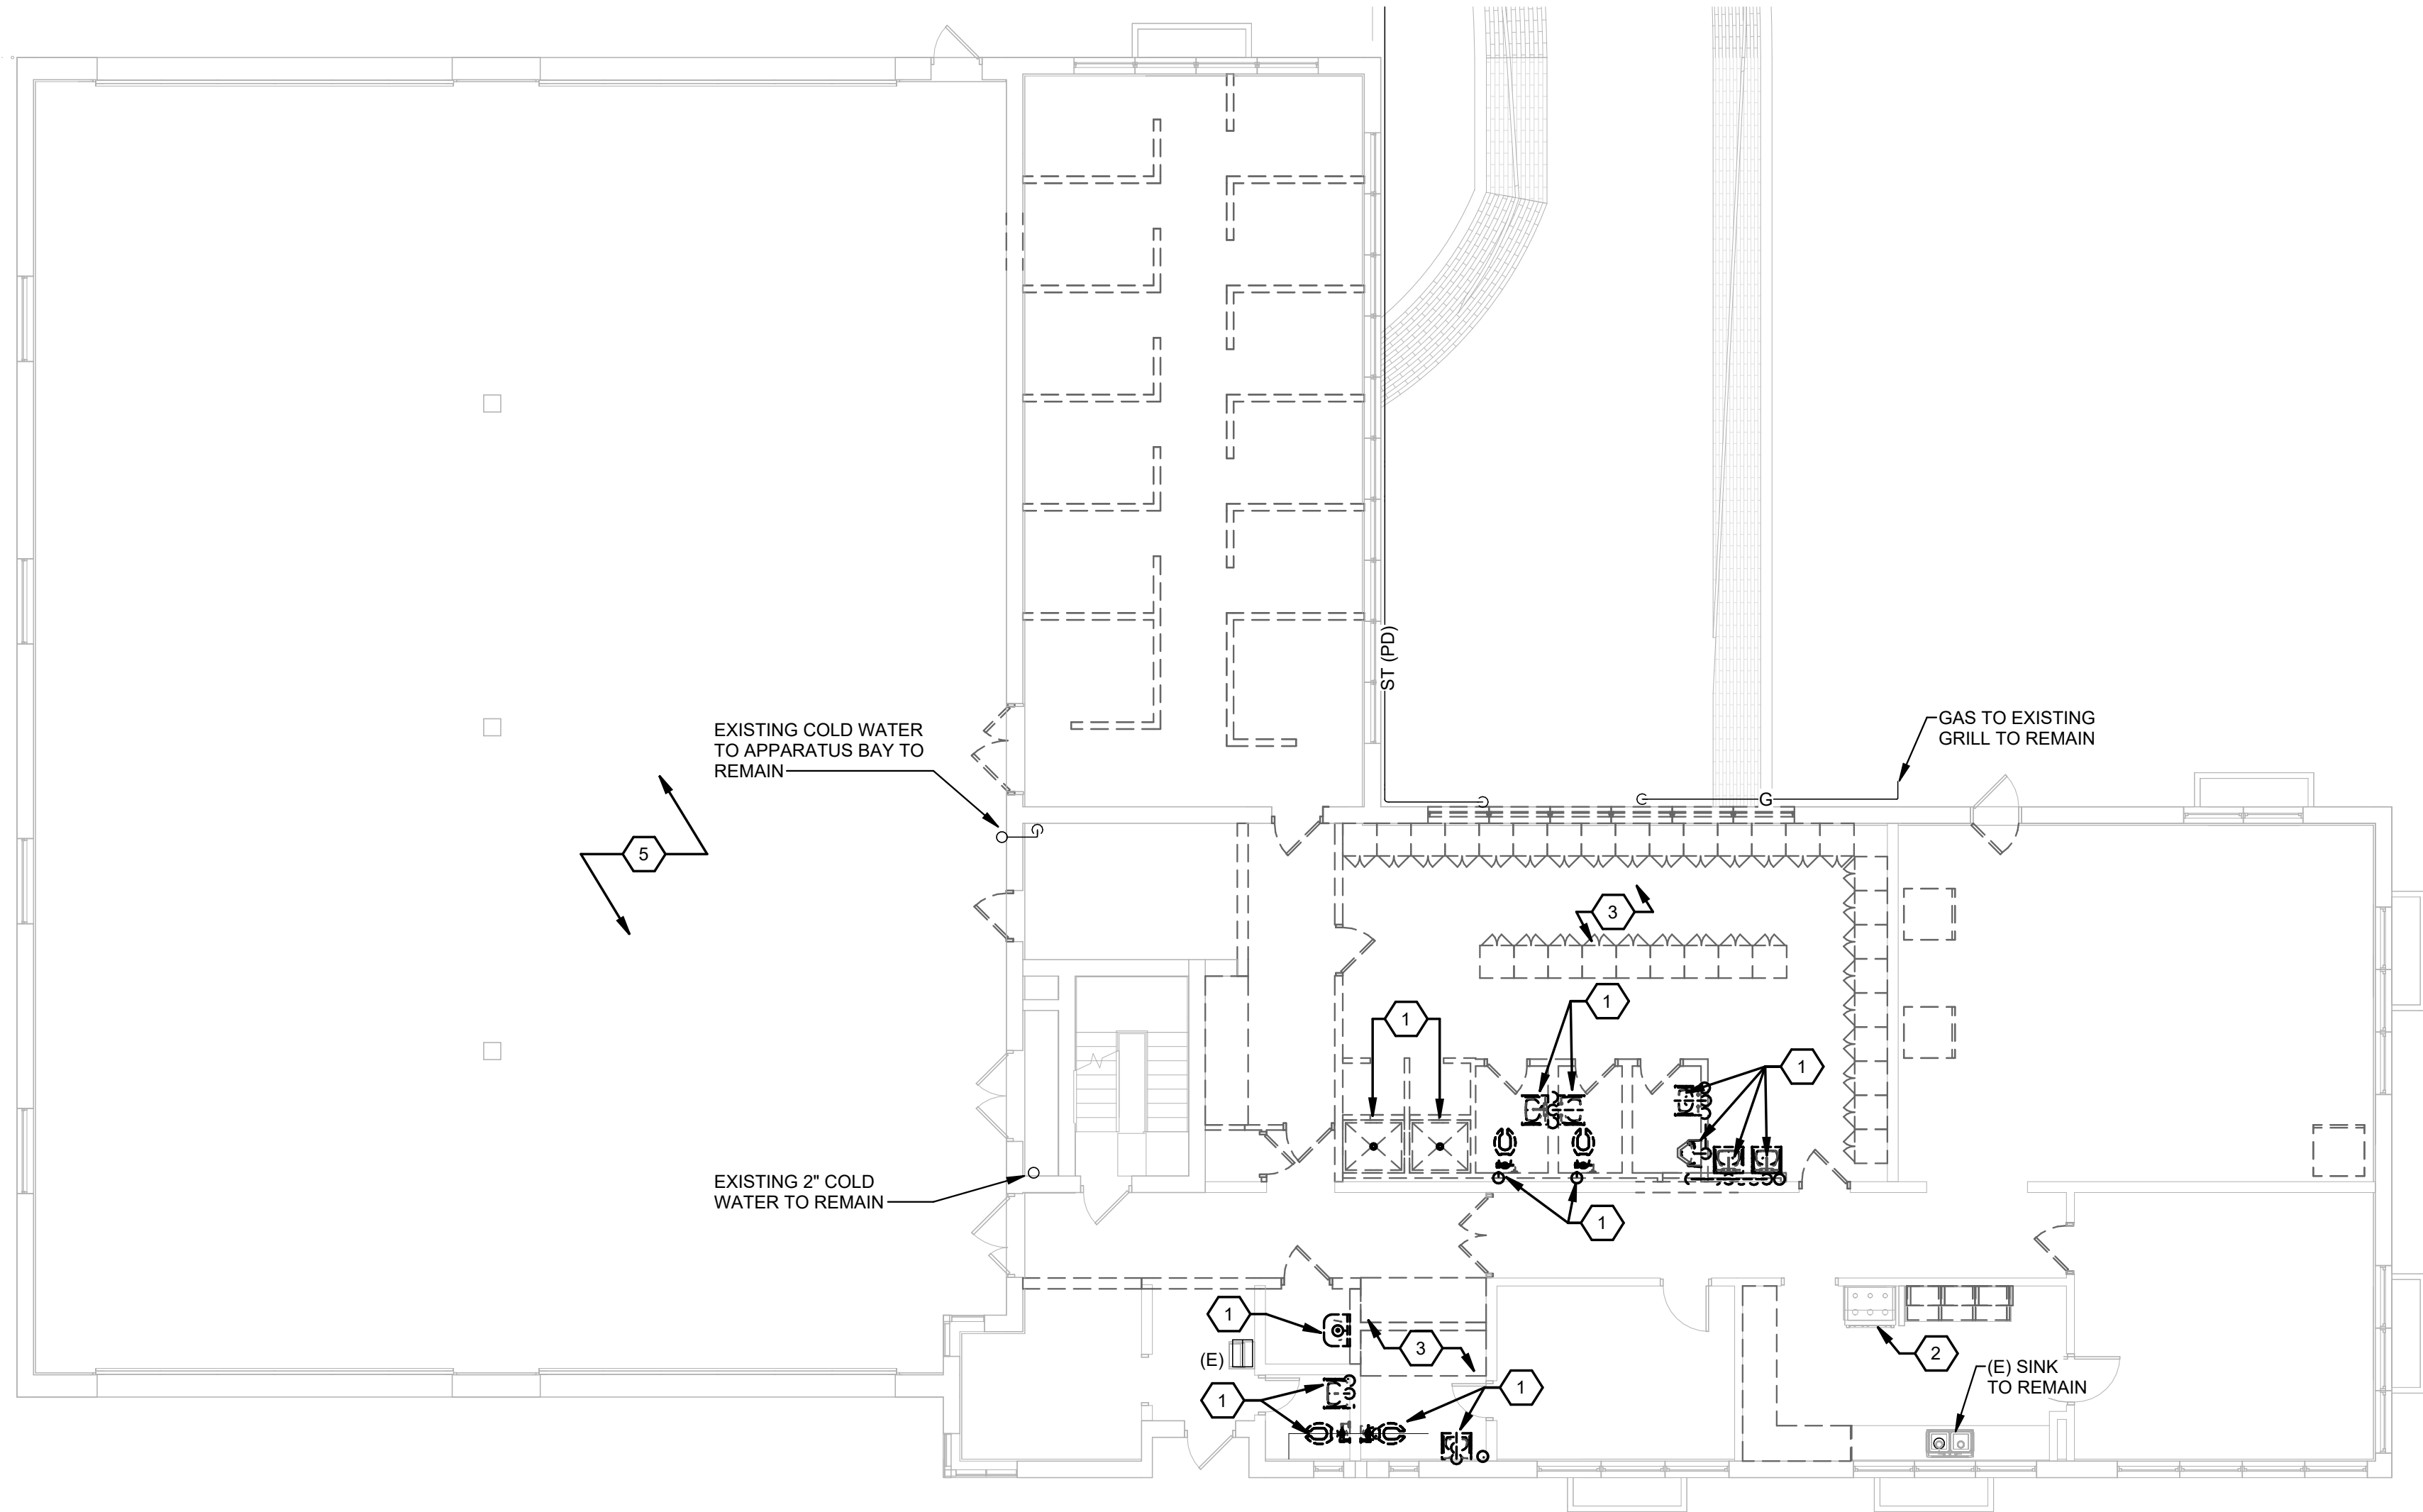 ST (PD)
EXISTING COLD WATER
TO APPARATUS BAY TO
REMAIN
GAS TO EXISTING
GRILL TO REMAIN
G
5
3
1
1
1
EXISTING 2" COLD
WATER TO REMAIN
1
1
3
2
(E)
(E) SINK
TO REMAIN
1
1